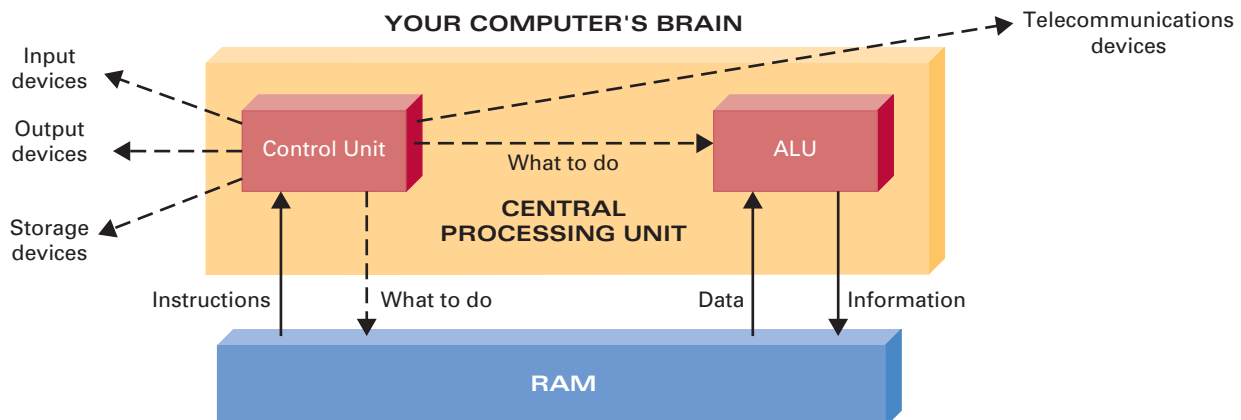 YOUR COMPUTER'S BRAIN
Telecommunications
devices
Input
devices
Output
devices
Storage
devices
Control Unit
What to do
ALU
CENTRAL
PROCESSING UNIT
Instructions
What to do
Data
Information
RAM